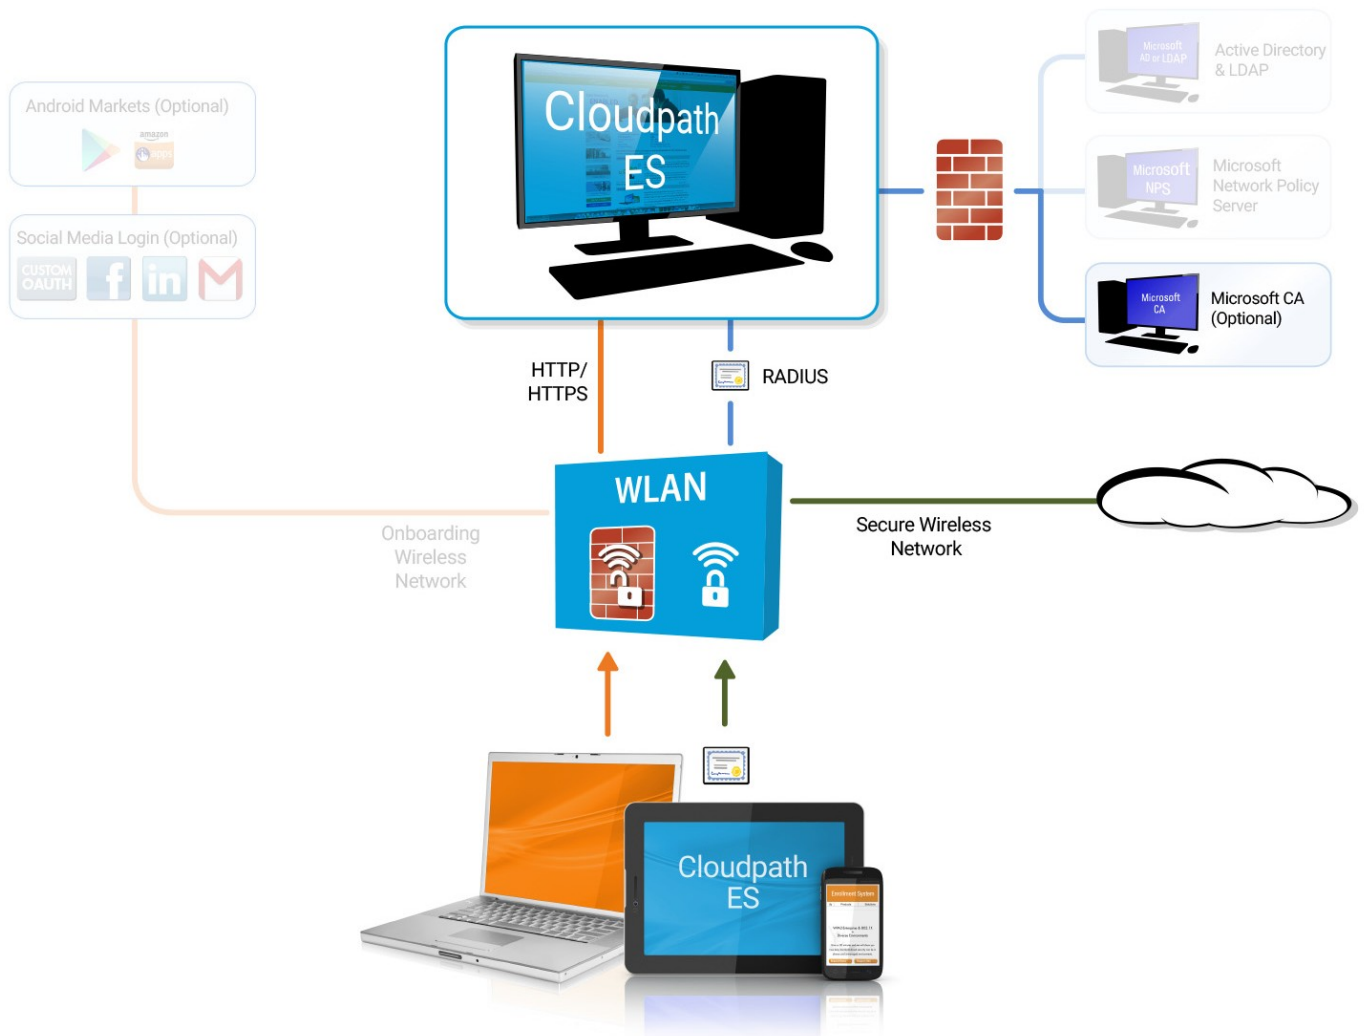 Cloudpath
ES
Microsoft
AD or LDAP
Active Directory
& LDAP
Android Markets (Optional)
amazon
apps
Microsoft
NPS
Microsoft
Network Policy
Server
Social Media Login (Optional)
CUSTOM
OAUTH
f
in
M
Microsoft
CA
Microsoft CA
(Optional)
HTTP/
HTTPS
RADIUS
WLAN
Onboarding
Wireless
Network
Secure Wireless
Network
Cloudpath
ES
Enrollment System